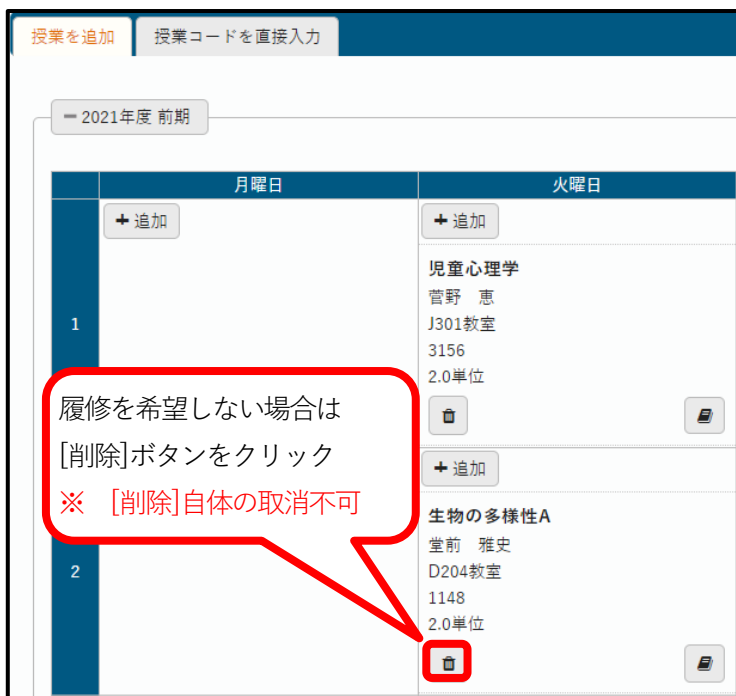 授業を追加
授業コードを直接入力
2021年度 前期
月曜日
火曜日
1
追加
追加
児童心理学
菅野 恵
J301教室
3156
2.0単位
履修を希望しない場合は
[削除]ボタンをクリック
※ [削除]自体の取消不可
2
追加
生物の多様性A
堂前 雅史
D204教室
1148
2.0単位